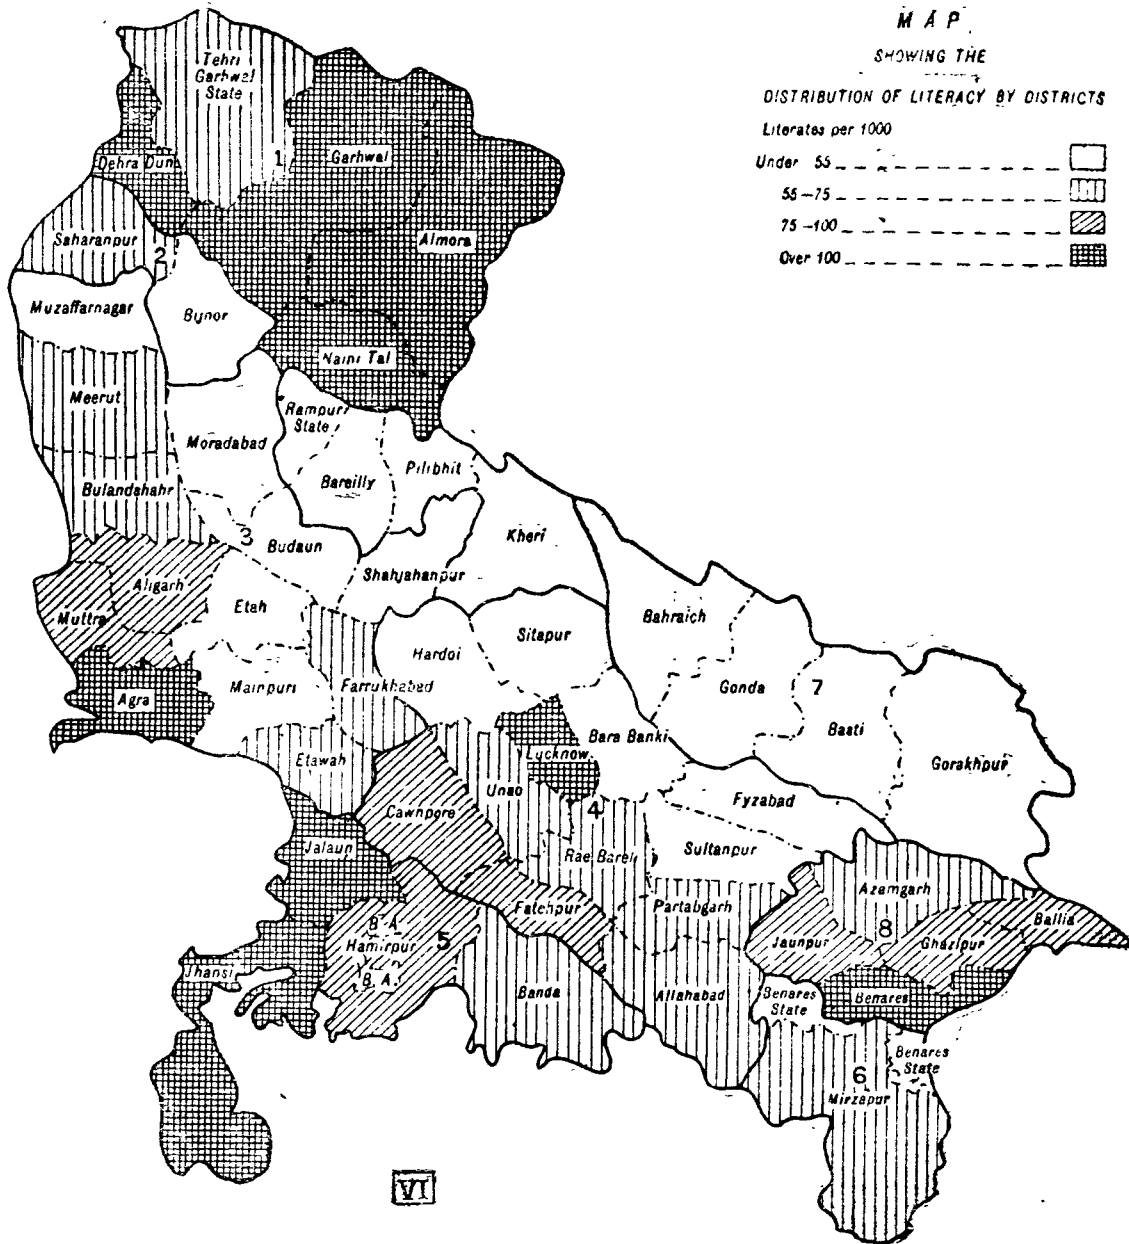 MAP
SHOWING THE
DISTRIBUTION OF LITERACY BY DISTRICTS
Literates per 1000
Under 55
55-75
75-100
Over 100
Tehri
Garhwal
State
Dehra Dun
1
Garhwal
Saharanpur
2
Almora
Muzaffarnagar
Bijnor
Naini Tal
Meerut
Rampur
State
Moradabad
Bareilly
Pilibhit
Bulandshahr
3
Budaun
Kheri
Aligarh
Shahjahanpur
Muttra
Etah
Bahraich
Hardoi
Sitapur
Agra
Mainpuri
Farrukhabad
Gonda
7
Basti
Etawah
Lucknow
Bara Banki
Gorakhpur
Cawnpore
Unao
4
Fyzabad
Jalaun
Rae Bareli
Sultanpur
Azamgarh
B. A.
Hamirpur
B. A.
5
Fatehpur
Partabgarh
Jaunpur
8
Ghazipur
Ballia
Jhansi
Banda
Allahabad
Benares
State
Benares
6
Mirzapur
Benares
State
VI